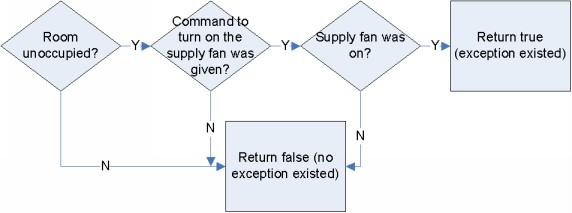 Room
unoccupied?
Y
Command to
turn on the
supply fan was
given?
Y
Supply fan was
on?
Y
Return true
(exception existed)
N
N
N
Return false (no
exception existed)